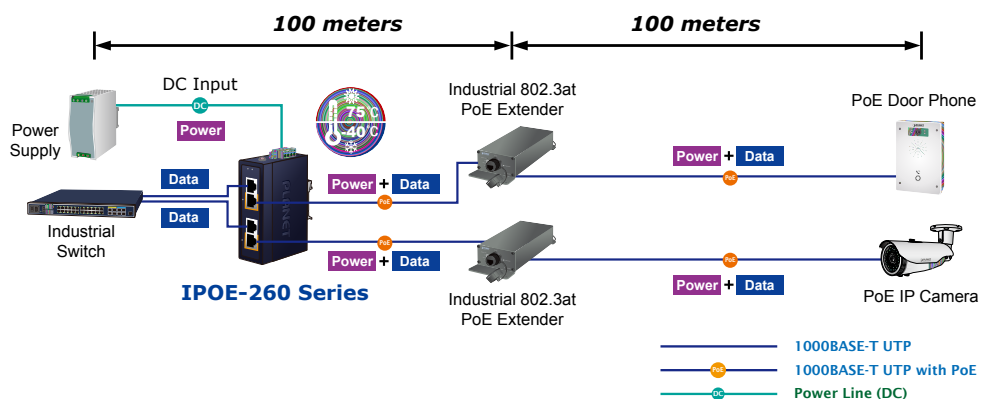 100 meters
100 meters
DC Input
DC
Power
Power
Supply
75°C
-40°C
Industrial 802.3at
PoE Extender
PoE Door Phone
Data
Data
Industrial
Switch
PLANET
Power + Data
PoE
Power + Data
PoE
PoE
Power + Data
PoE
Power + Data
IPOE-260 Series
Industrial 802.3at
PoE Extender
PoE IP Camera
1000BASE-T UTP
PoE
1000BASE-T UTP with PoE
DC
Power Line (DC)